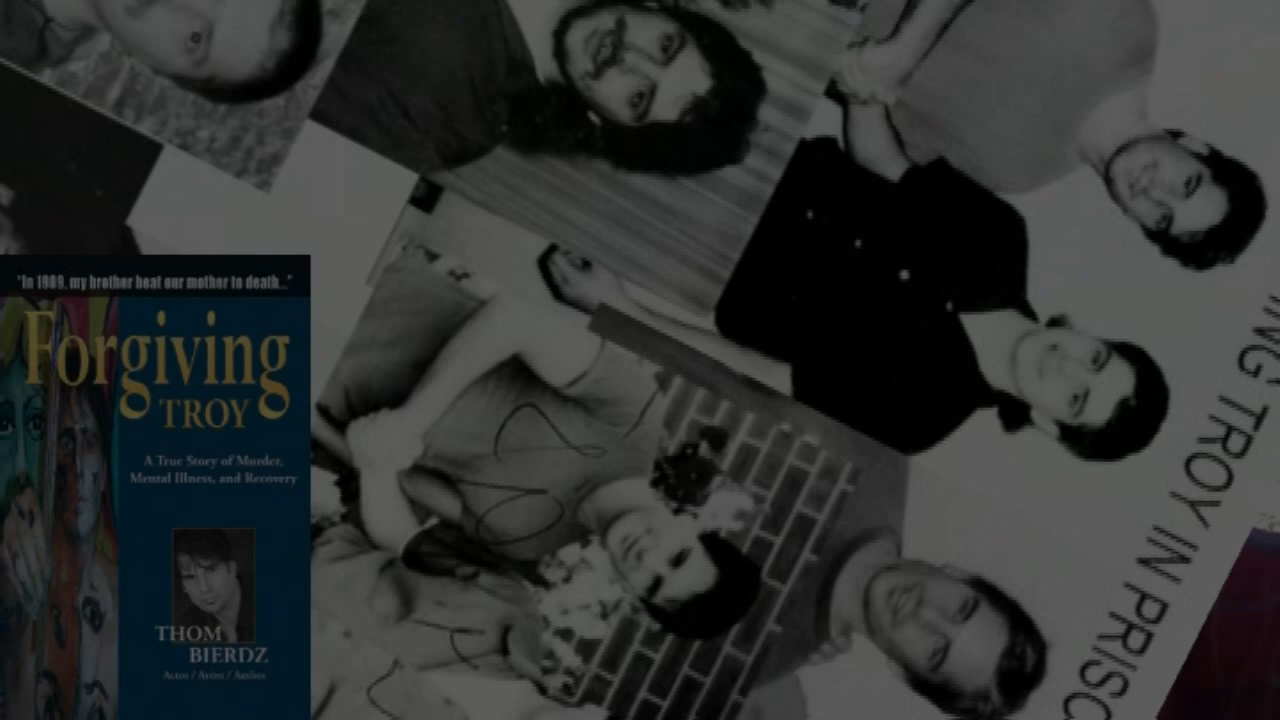 "In 1989, my brother beat our mother to death..."
Forgiving
TROY
A True Story of Murder,
Mental Illness, and Recovery
THOM
BIERDZ
Actor / Artist / Author
ING TROY IN PRISO